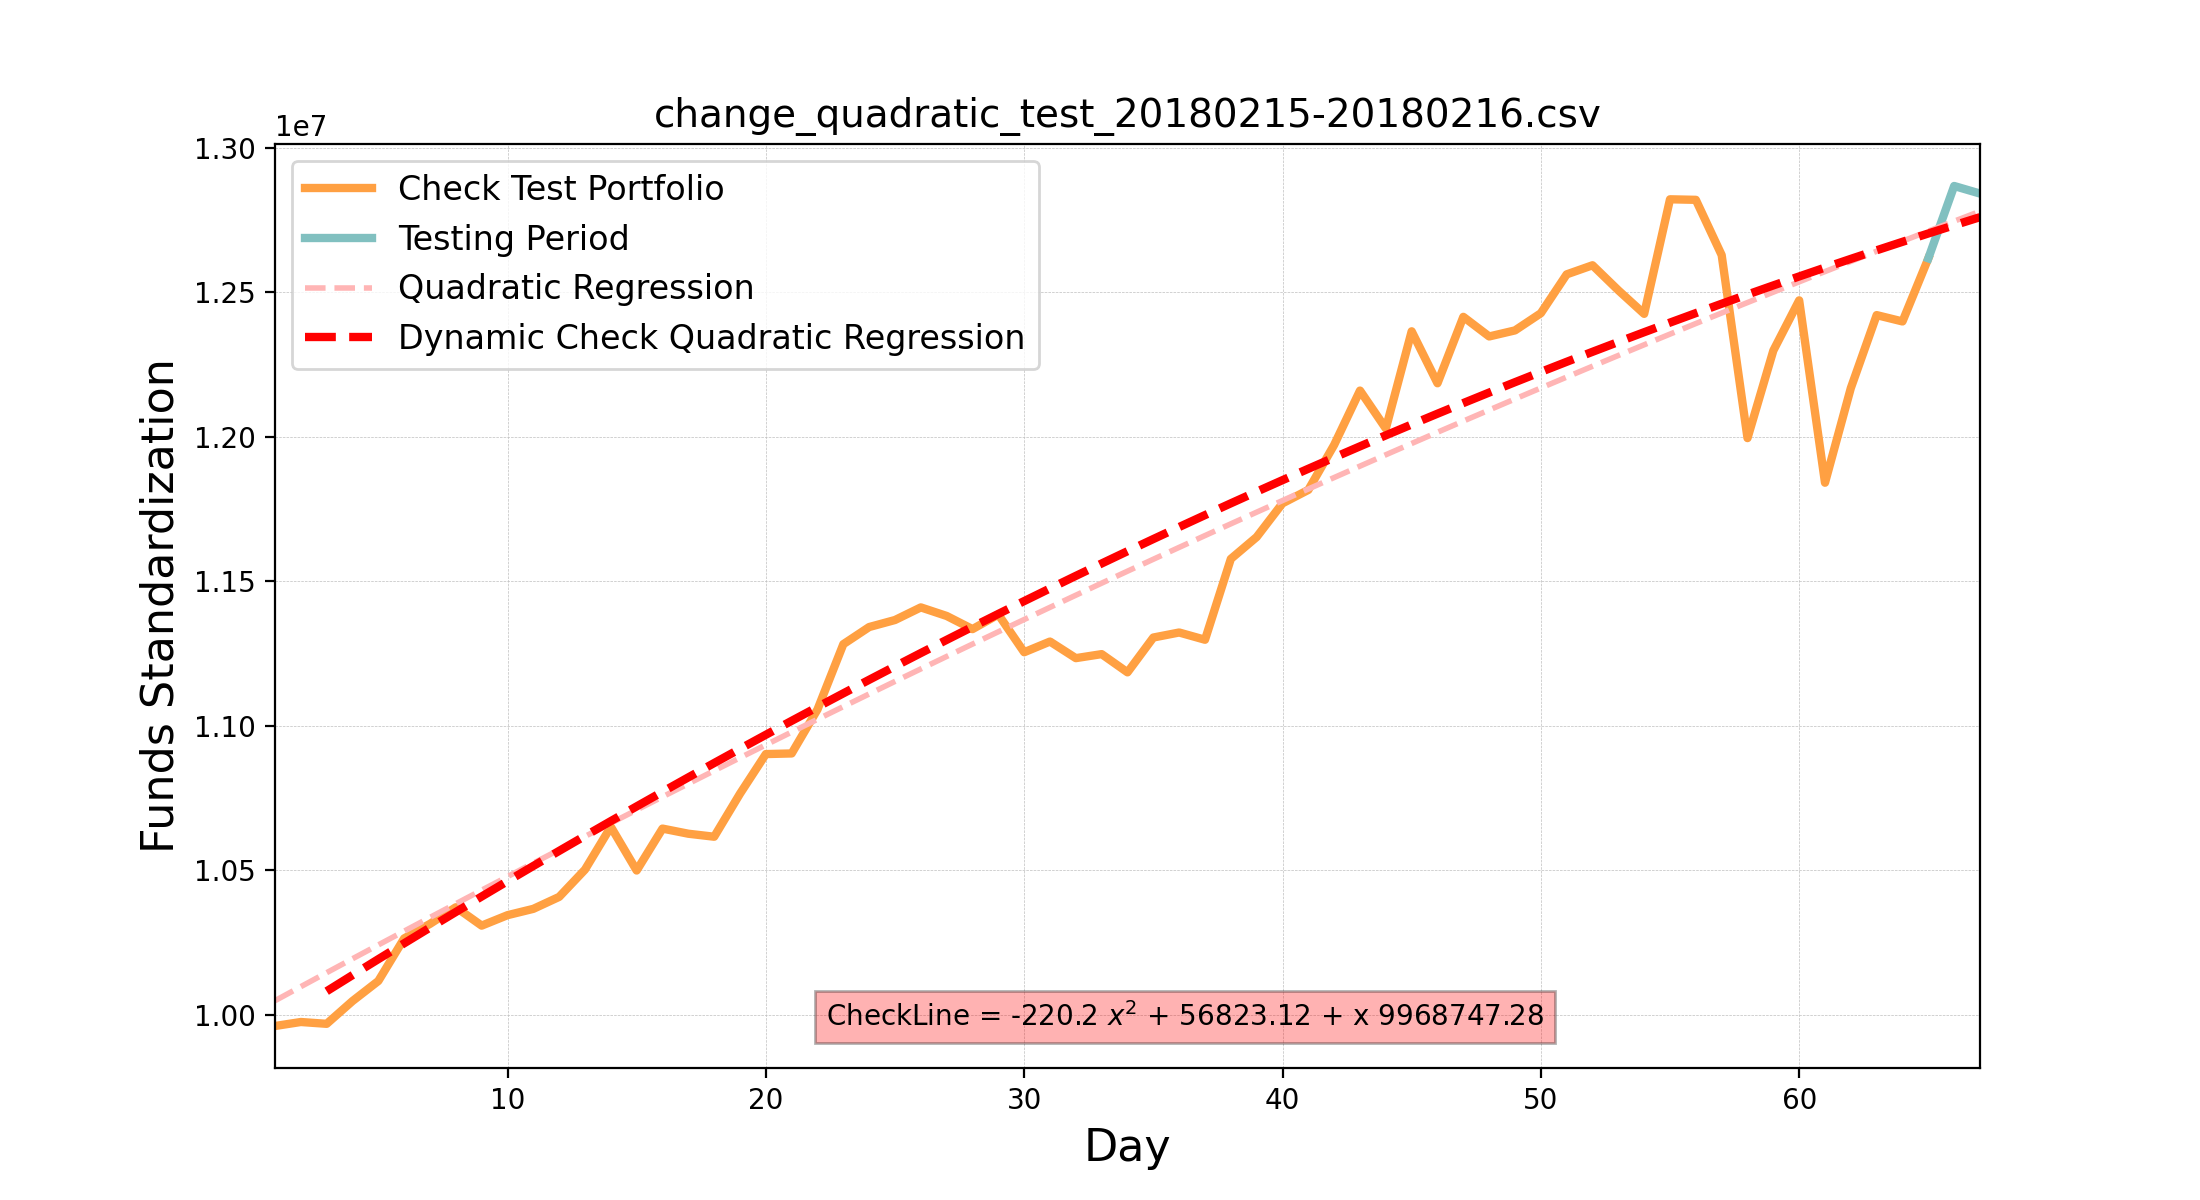 change_quadratic_test_20180215-20180216.csv
1e7
1.30
1.25
1.20
1.15
1.10
1.05
1.00
Funds Standardization
Check Test Portfolio
Testing Period
Quadratic Regression
Dynamic Check Quadratic Regression
CheckLine = -220.2 x² + 56823.12 + x 9968747.28
10 20 30 40 50 60
Day